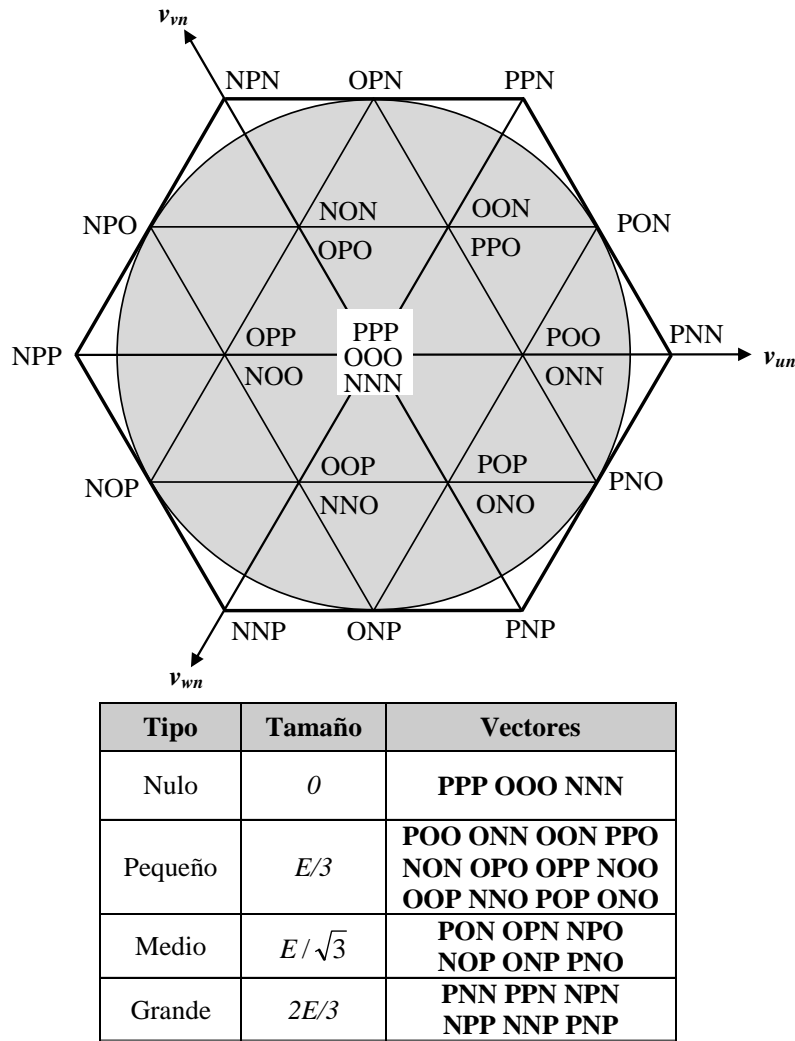 v_vn
NPN OPN PPN
NPO NON OON PON
OPO PPO
NPP OPP PPP POO PNN
OOO v_un
NOO NNN ONN
NOP OOP POP PNO
NNO ONO
NNP ONP PNP
v_wn
Tipo Tamaño Vectores
Nulo 0 PPP OOO NNN
POO ONN OON PPO
Pequeño E/3 NON OPO OPP NOO
OOP NNO POP ONO
Medio E/√3 PON OPN NPO
NOP ONP PNO
Grande 2E/3 PNN PPN NPN
NPP NNP PNP